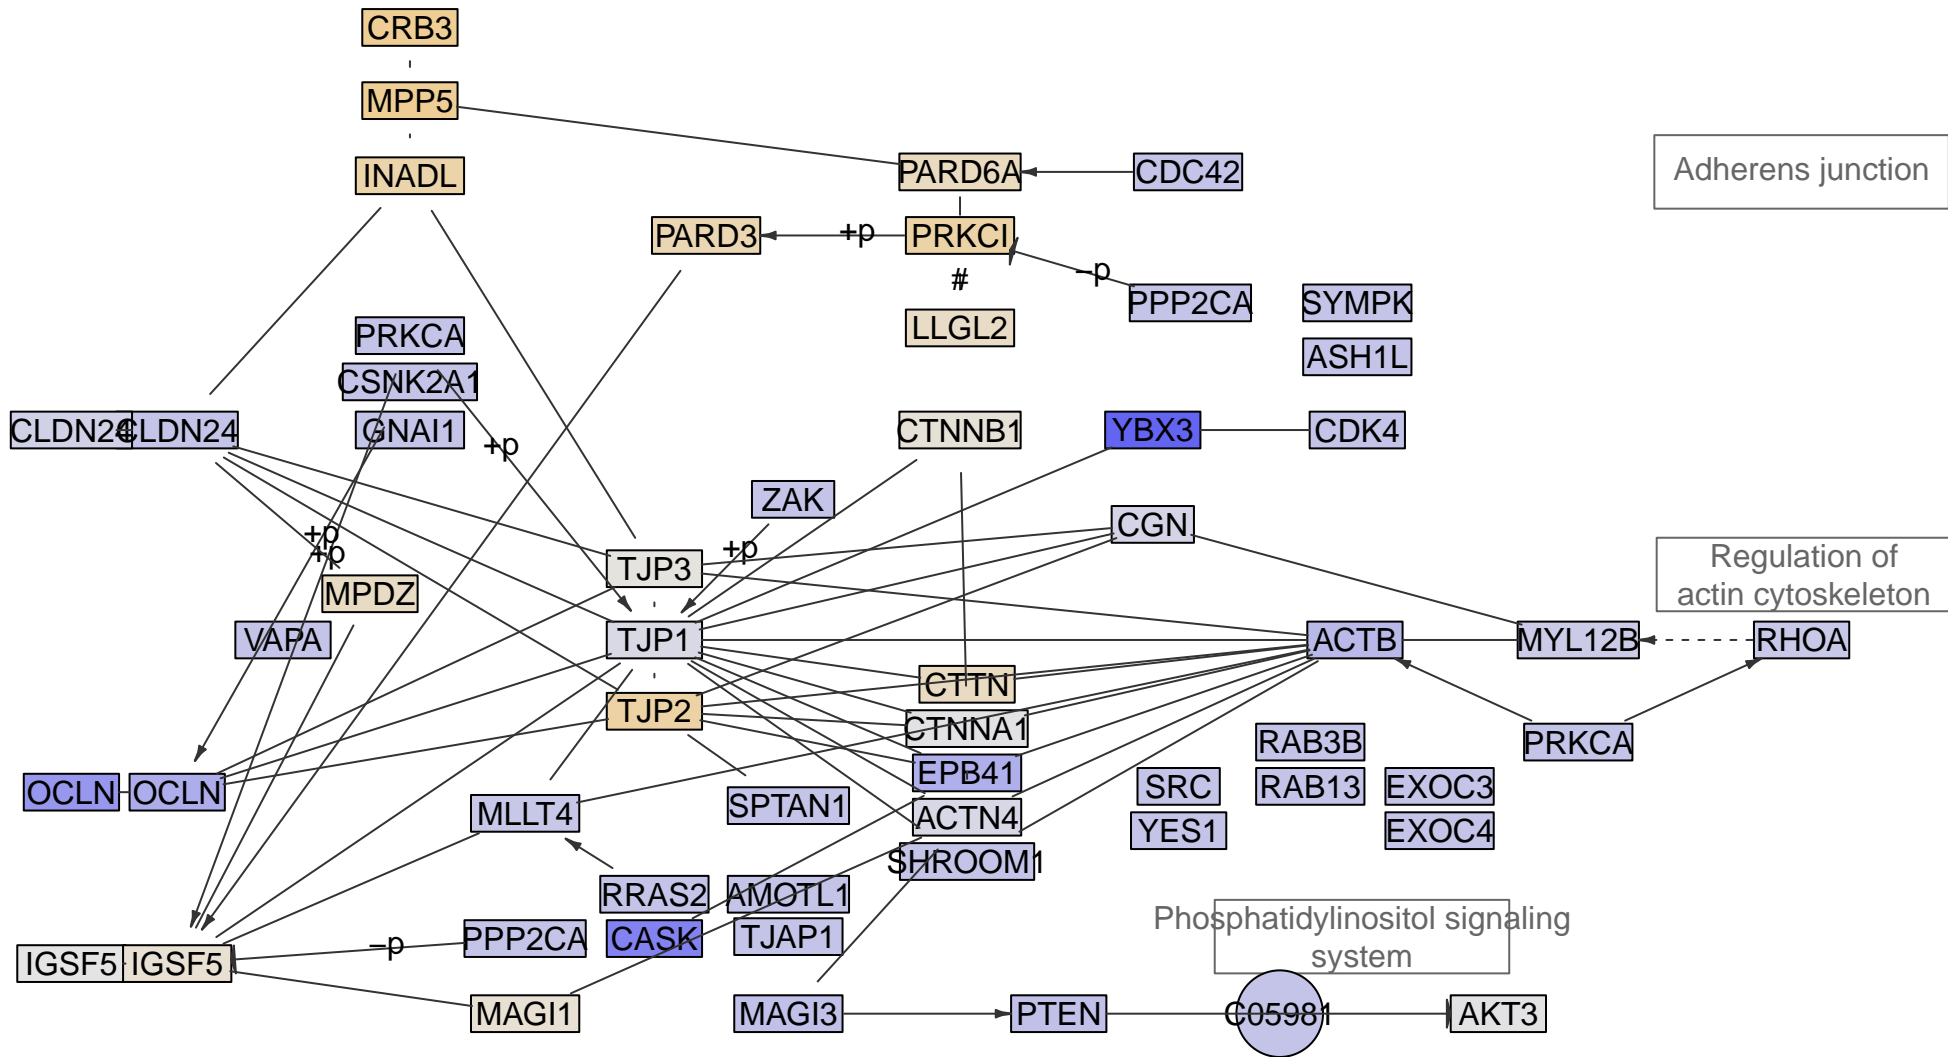 CRB3
MPP5
INADL
PARD6A
CDC42
Adherens junction
PARD3
+p
PRKCI
–p
#
PPP2CA
SYMPK
PRKCA
LLGL2
ASH1L
CSNK2A1
CLDN24
CLDN24
GNAI1
+p
CTNNB1
YBX3
CDK4
ZAK
CGN
+p
+p
+p
TJP3
Regulation of
actin cytoskeleton
MPDZ
VAPA
TJP1
ACTB
MYL12B
RHOA
CTTN
TJP2
CTNNA1
RAB3B
PRKCA
EPB41
OCLN
OCLN
SRC
RAB13
EXOC3
MLLT4
SPTAN1
ACTN4
YES1
EXOC4
SHROOM1
RRAS2
AMOTL1
Phosphatidylinositol signaling
system
–p
PPP2CA
CASK
TJAP1
IGSF5
IGSF5
MAGI1
MAGI3
PTEN
C05981
AKT3